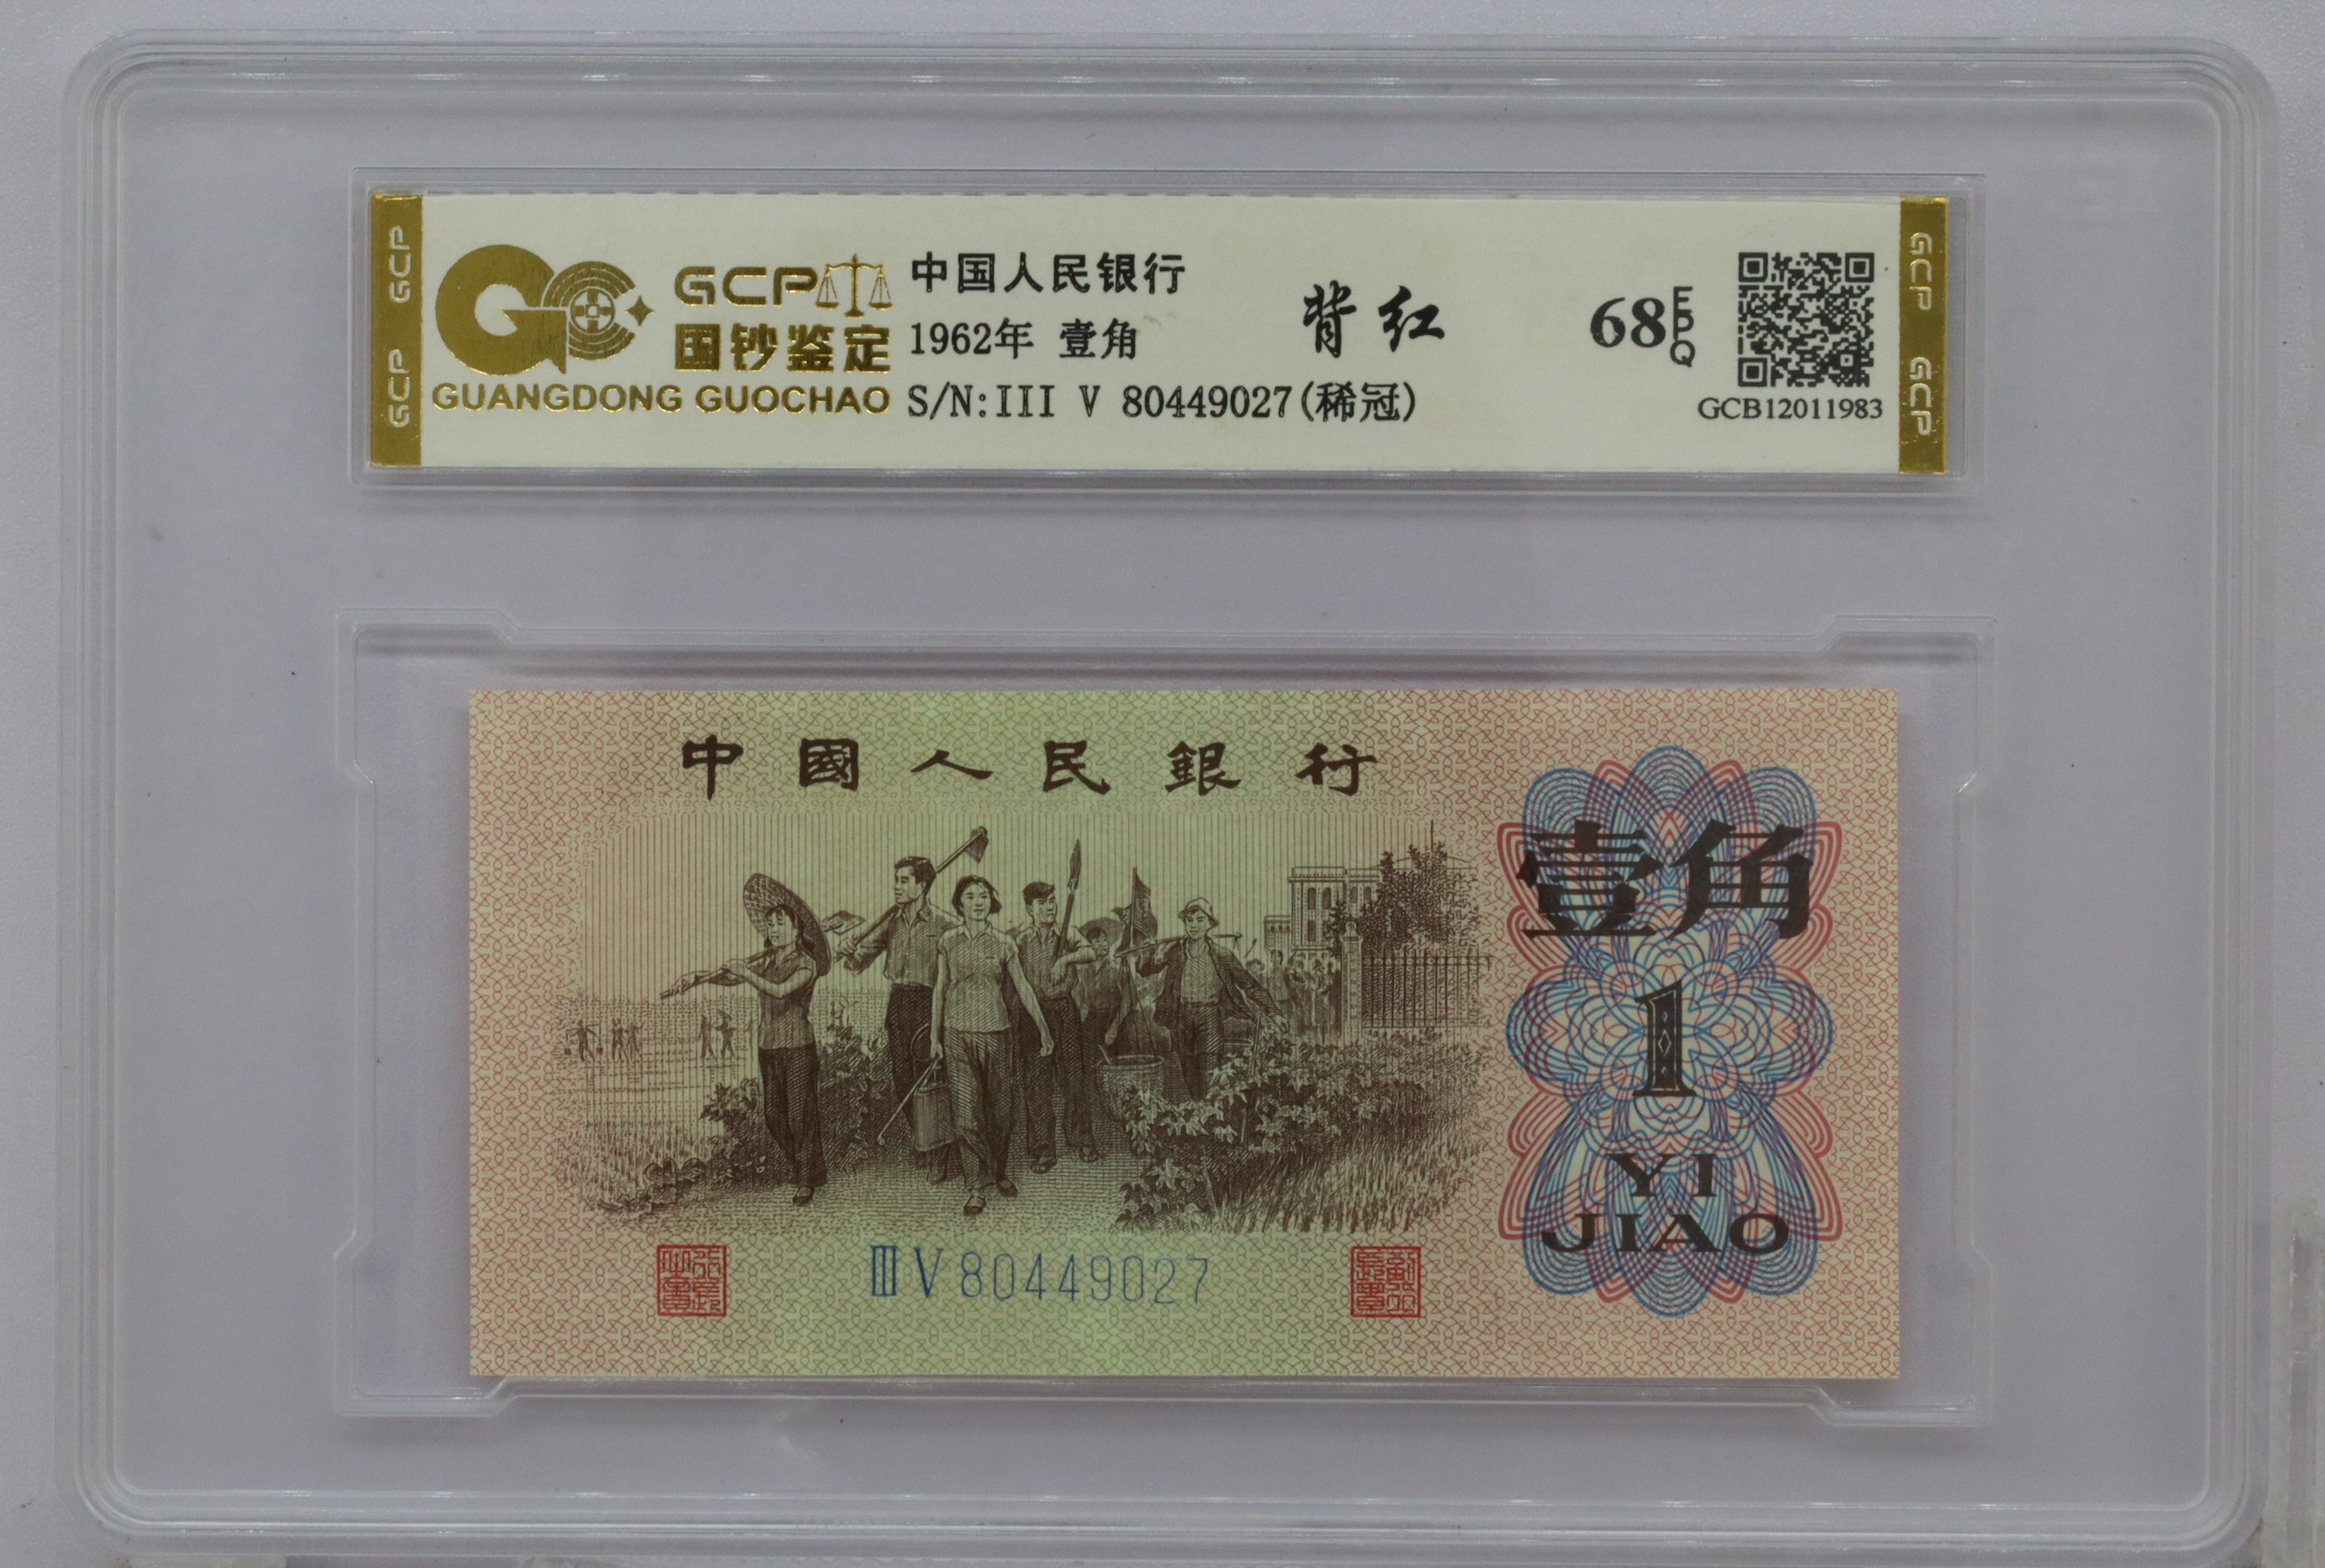 GCP GCP
GCP
国钞鉴定
GUANGDONG GUOCHAO
中国人民银行
1962年 壹角
S/N:III V 80449027(稀冠)
背红
68 EPQ
GCB12011983
GCP GCP
中國人民銀行
壹角
1
YI
JIAO
ⅢV80449027